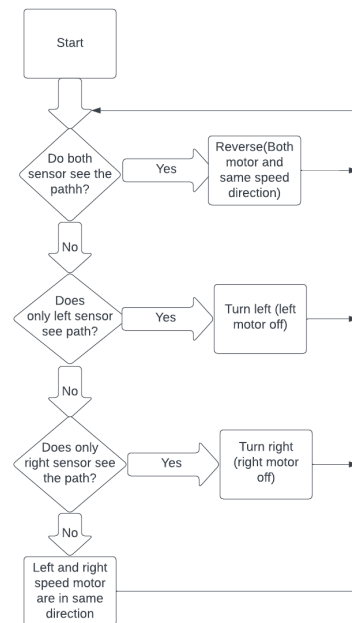 Start
Do both
sensor see the
pathh?
Yes
Reverse(Both
motor and
same speed
direction)
No
Does
only left sensor
see path?
Yes
Turn left (left
motor off)
No
Does only
right sensor see
the path?
Yes
Turn right
(right motor
off)
No
Left and right
speed motor
are in same
direction